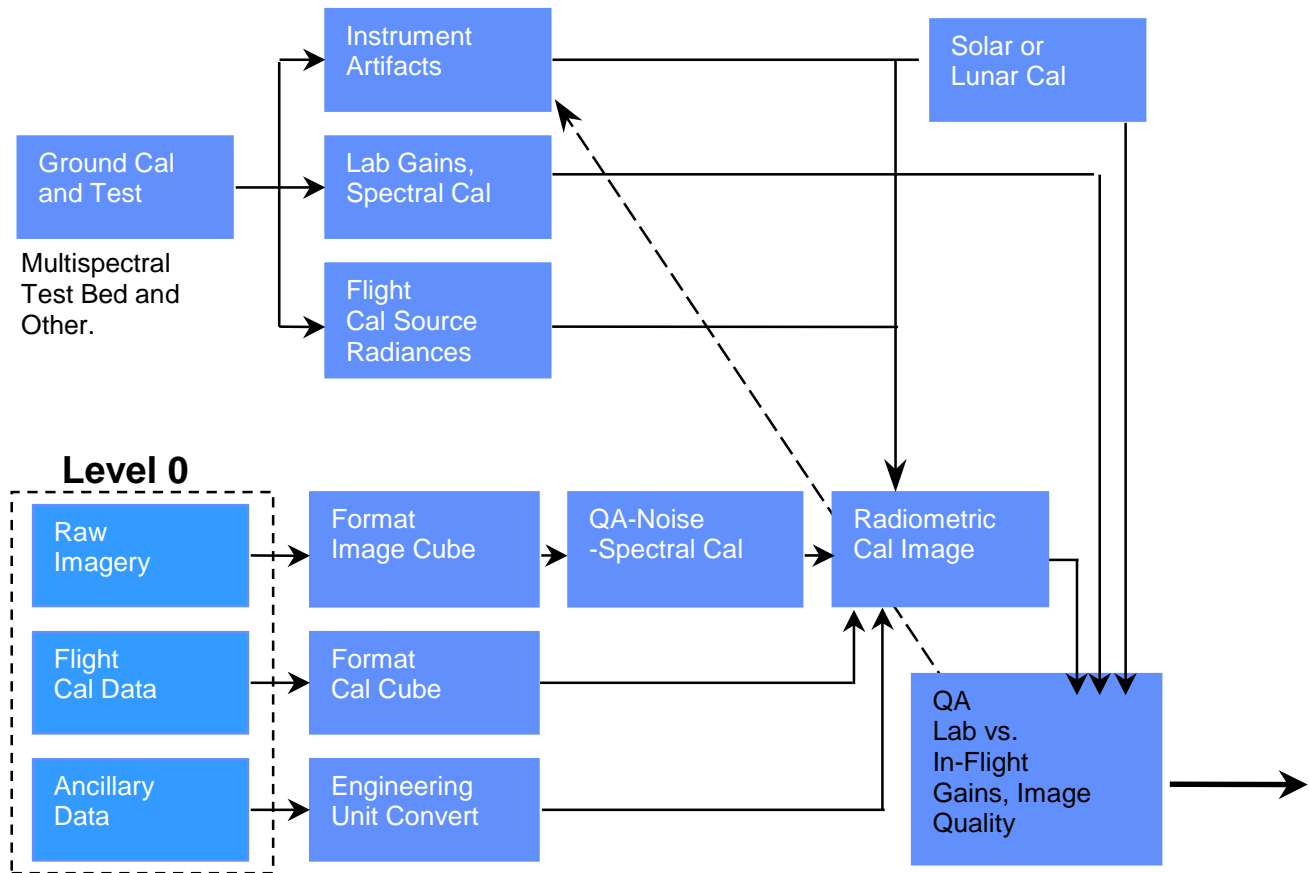 Instrument
Artifacts
Solar or
Lunar Cal
Ground Cal
and Test
Lab Gains,
Spectral Cal
Multispectral
Test Bed and
Other.
Flight
Cal Source
Radiances
Level 0
Raw
Imagery
Format
Image Cube
QA-Noise
-Spectral Cal
Radiometric
Cal Image
Flight
Cal Data
Format
Cal Cube
QA
Lab vs.
In-Flight
Gains, Image
Quality
Ancillary
Data
Engineering
Unit Convert